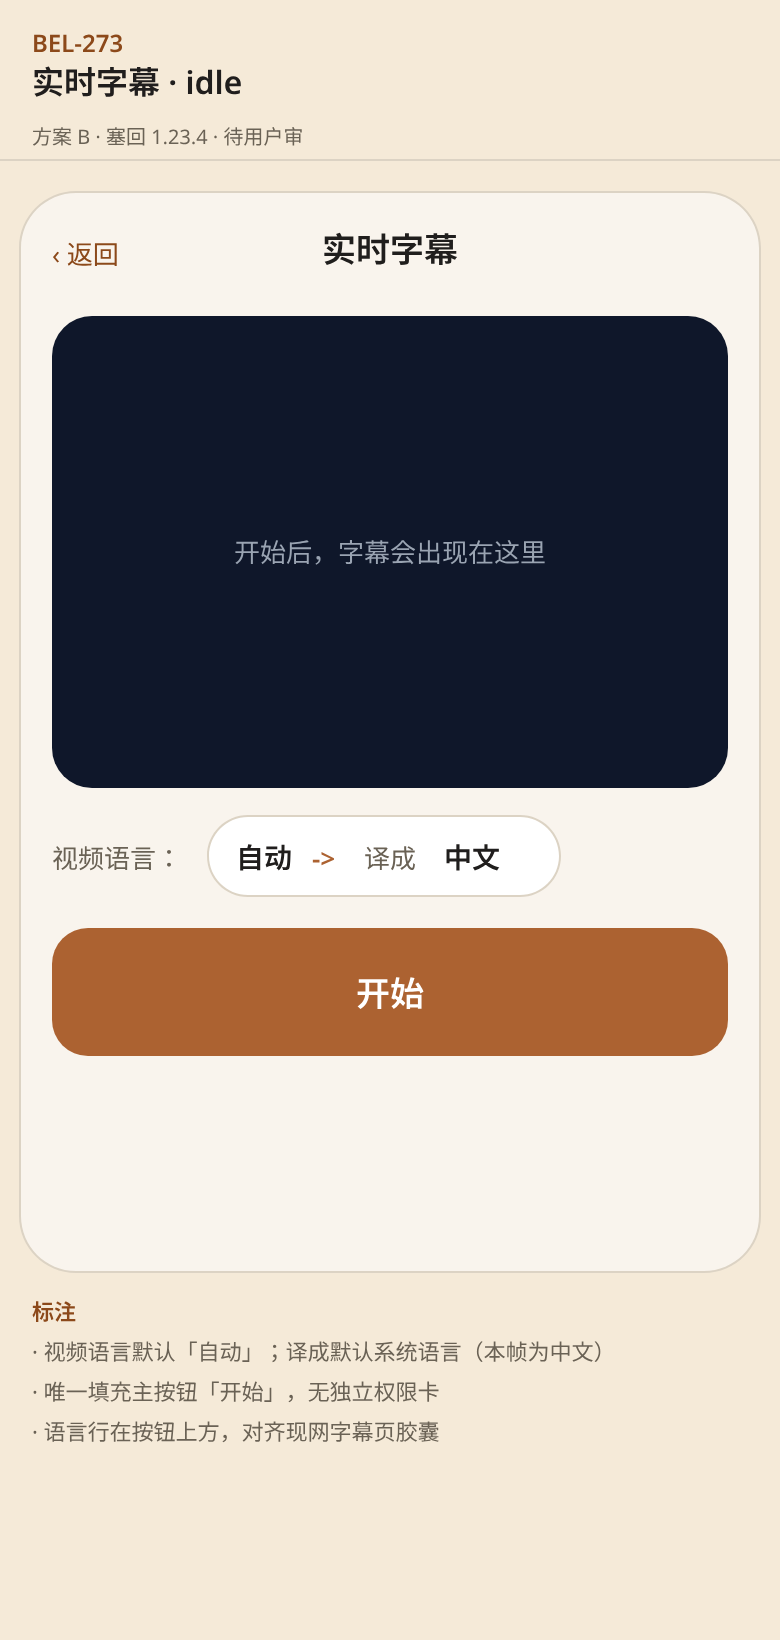 BEL-273
实时字幕 · idle
方案 B · 塞回 1.23.4 · 待用户审
‹ 返回
实时字幕
开始后，字幕会出现在这里
视频语言： 自动 -> 译成 中文
开始
标注
· 视频语言默认「自动」；译成默认系统语言（本帧为中文）
· 唯一填充主按钮「开始」，无独立权限卡
· 语言行在按钮上方，对齐现网字幕页胶囊